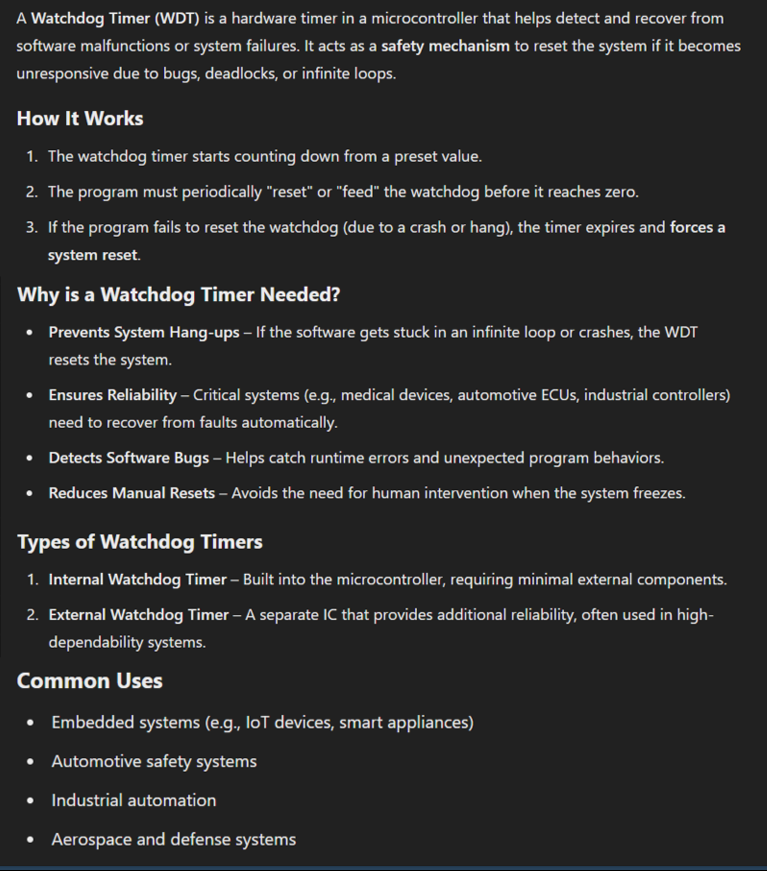 A Watchdog Timer (WDT) is a hardware timer in a microcontroller that helps detect and recover from
software malfunctions or system failures. It acts as a safety mechanism to reset the system if it becomes
unresponsive due to bugs, deadlocks, or infinite loops.
How It Works
1. The watchdog timer starts counting down from a preset value.
2. The program must periodically "reset" or "feed" the watchdog before it reaches zero.
3. If the program fails to reset the watchdog (due to a crash or hang), the timer expires and forces a
system reset.
Why is a Watchdog Timer Needed?
• Prevents System Hang-ups – If the software gets stuck in an infinite loop or crashes, the WDT
resets the system.
• Ensures Reliability – Critical systems (e.g., medical devices, automotive ECUs, industrial controllers)
need to recover from faults automatically.
• Detects Software Bugs – Helps catch runtime errors and unexpected program behaviors.
• Reduces Manual Resets – Avoids the need for human intervention when the system freezes.
Types of Watchdog Timers
1. Internal Watchdog Timer – Built into the microcontroller, requiring minimal external components.
2. External Watchdog Timer – A separate IC that provides additional reliability, often used in high-
dependability systems.
Common Uses
• Embedded systems (e.g., IoT devices, smart appliances)
• Automotive safety systems
• Industrial automation
• Aerospace and defense systems